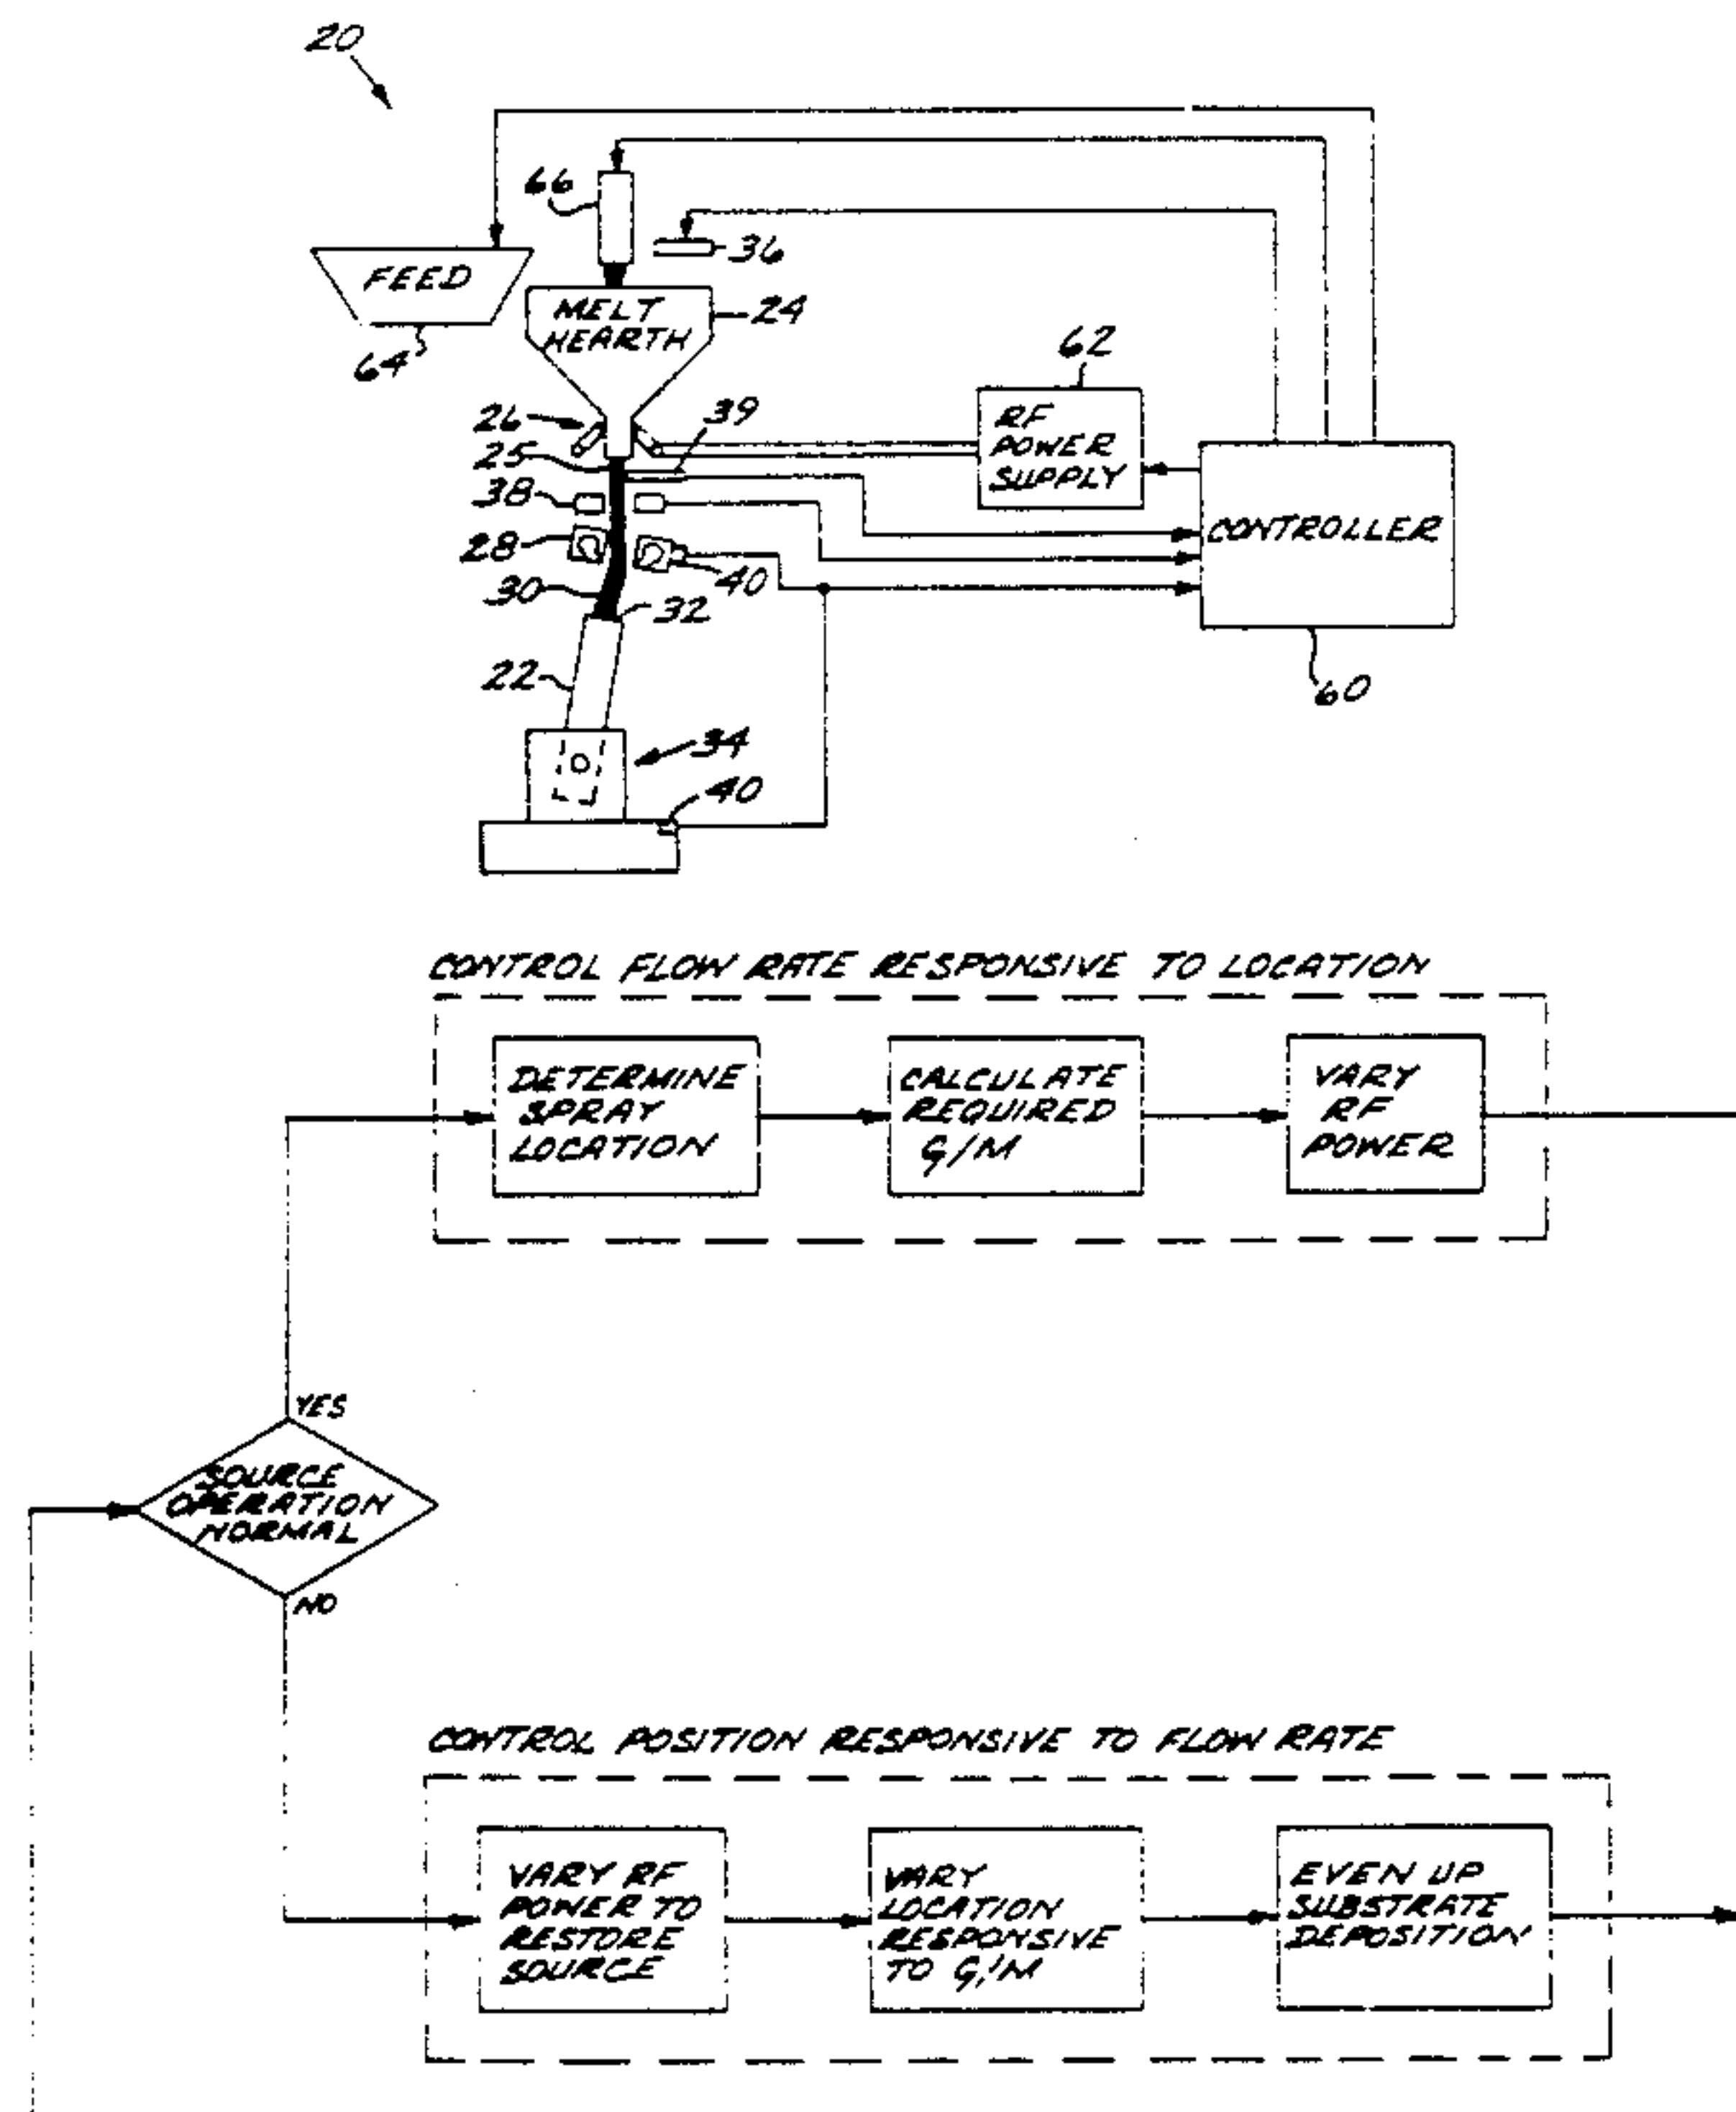 20
66
36
FEED
MELT
HEARTH
24
64
62
26
39
RF
POWER
SUPPLY
25
38
CONTROLLER
28
40
30
32
22
60
34
40
CONTROL FLOW RATE RESPONSIVE TO LOCATION
DETERMINE
SPRAY
LOCATION
CALCULATE
REQUIRED
G/M
VARY
RF
POWER
YES
SOURCE
OPERATION
NORMAL
NO
CONTROL POSITION RESPONSIVE TO FLOW RATE
VARY RF
POWER TO
RESTORE
SOURCE
VARY
LOCATION
RESPONSIVE
TO G/M
EVEN UP
SUBSTRATE
DEPOSITION